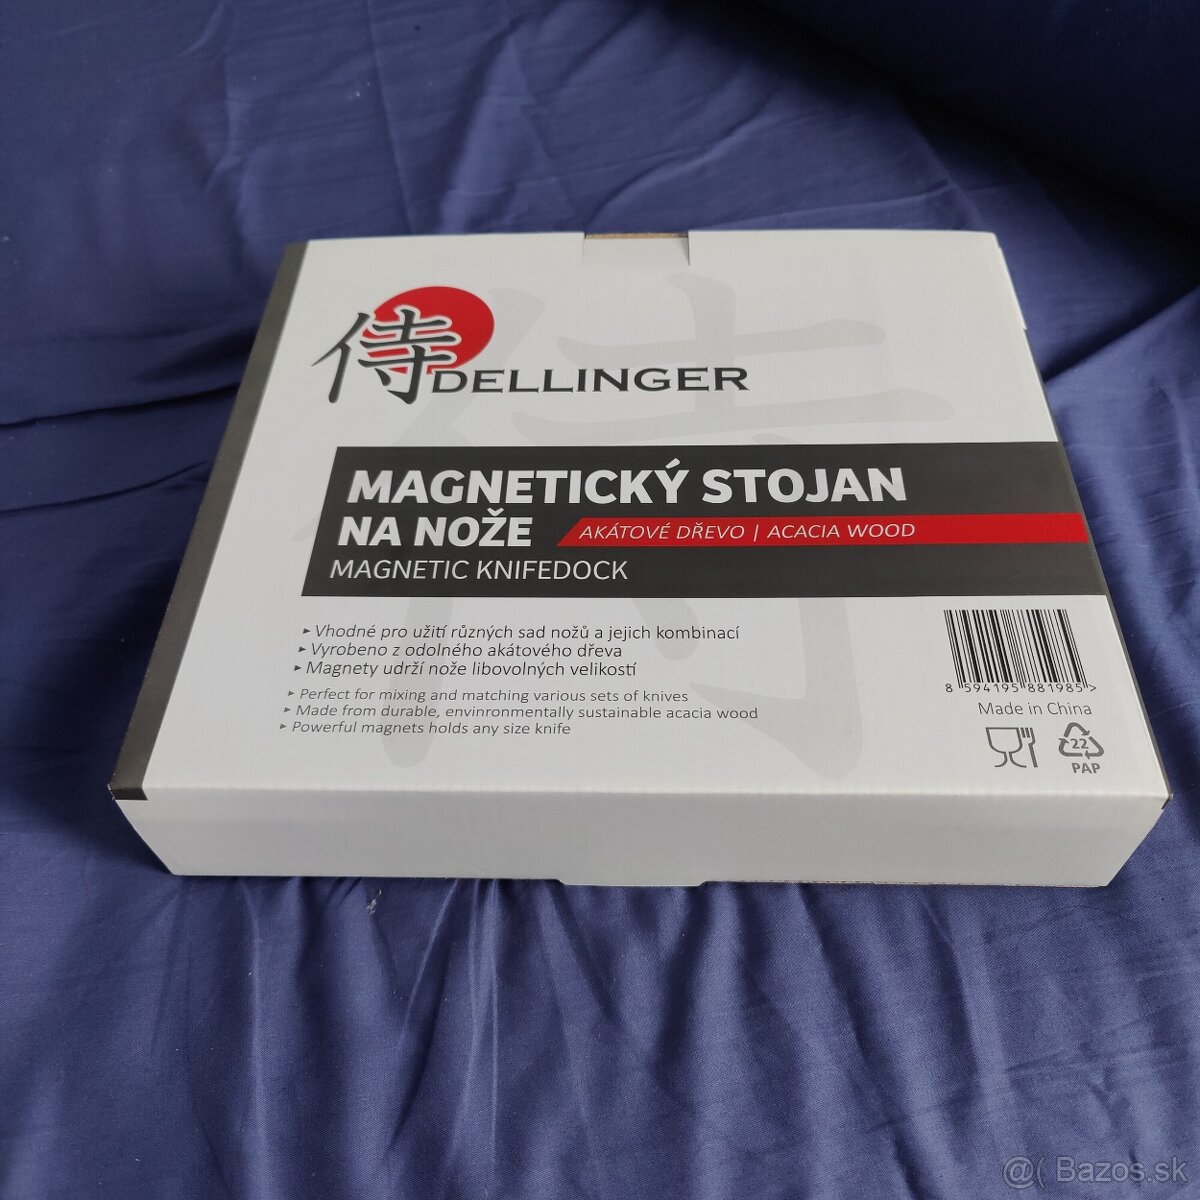 侍 DELLINGER
MAGNETICKÝ STOJAN
NA NOŽE
AKÁTOVÉ DŘEVO | ACACIA WOOD
MAGNETIC KNIFEDOCK
▸ Vhodné pro užití různých sad nožů a jejich kombinací
▸ Vyrobeno z odolného akátového dřeva
▸ Magnety udrží nože libovolných velikostí
▸ Perfect for mixing and matching various sets of knives
▸ Made from durable, envinronmentally sustainable acacia wood
▸ Powerful magnets holds any size knife
8 594195 881985 >
Made in China
22
PAP
@( Bazos.sk